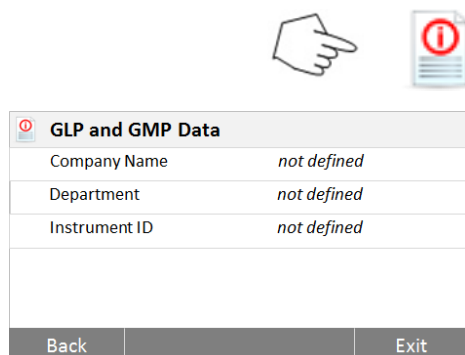 GLP and GMP Data
Company Name not defined
Department not defined
Instrument ID not defined
Back Exit